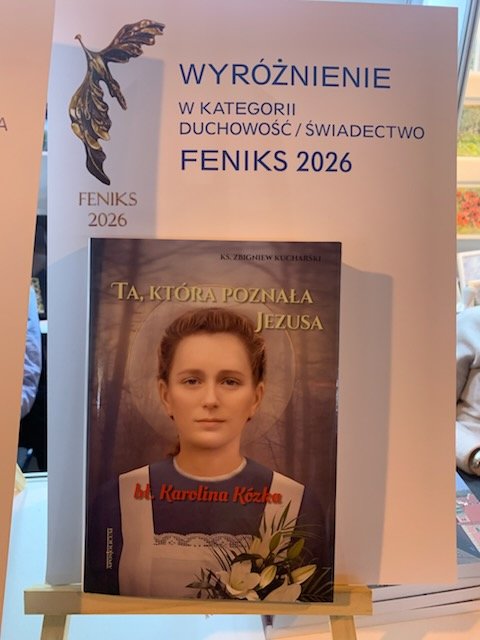 WYRÓŻNIENIE
W KATEGORII
DUCHOWOŚĆ / ŚWIADECTWO
FENIKS 2026
FENIKS
2026
KS. ZBIGNIEW KUCHARSKI
TA, KTÓRA POZNAŁA
JEZUSA
bł. Karolina Kózka